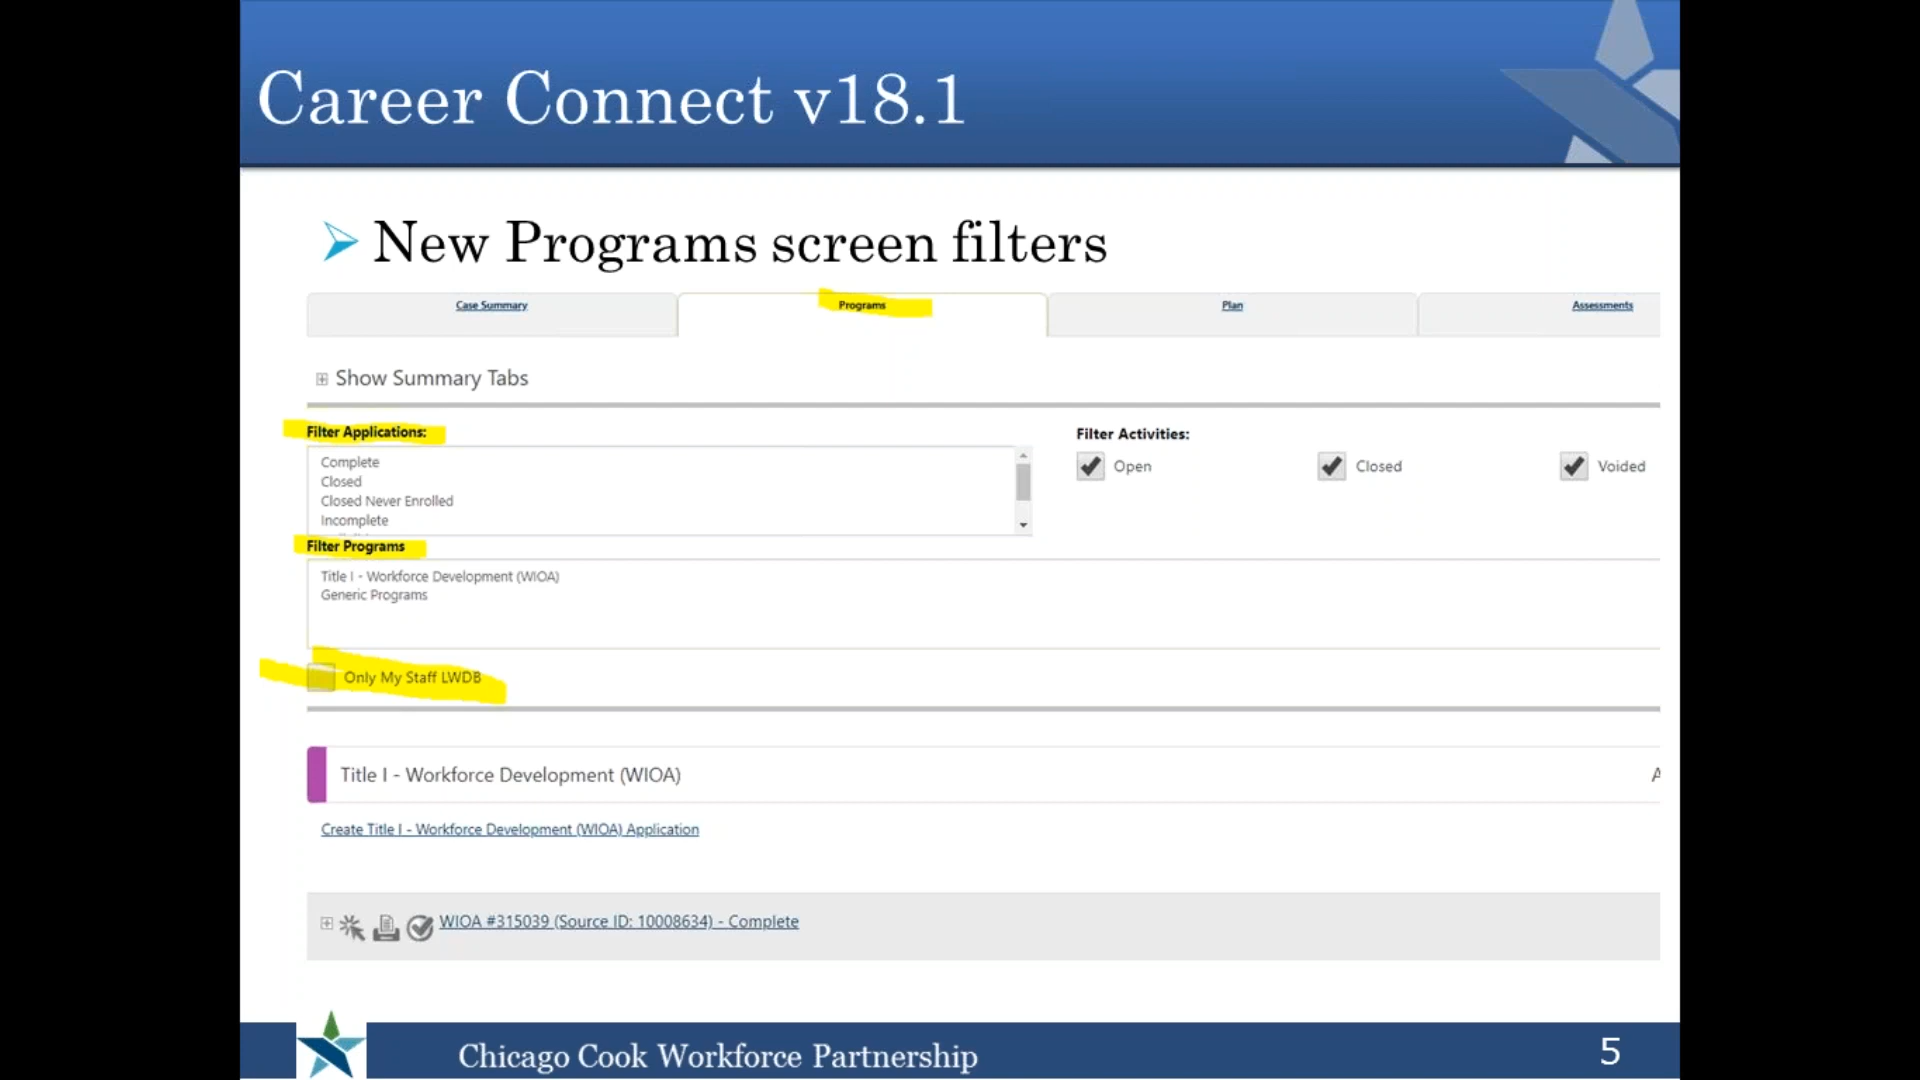 Career Connect v18.1
New Programs screen filters
Case Summary Programs Plan Assessments
Show Summary Tabs
Filter Applications:
Complete
Closed
Closed Never Enrolled
Incomplete
Filter Activities:
Open Closed Voided
Filter Programs
Title I - Workforce Development (WIOA)
Generic Programs
Only My Staff LWDB
Title I - Workforce Development (WIOA)
Create Title I - Workforce Development (WIOA) Application
WIOA #315039 (Source ID: 10008634) - Complete
Chicago Cook Workforce Partnership
5